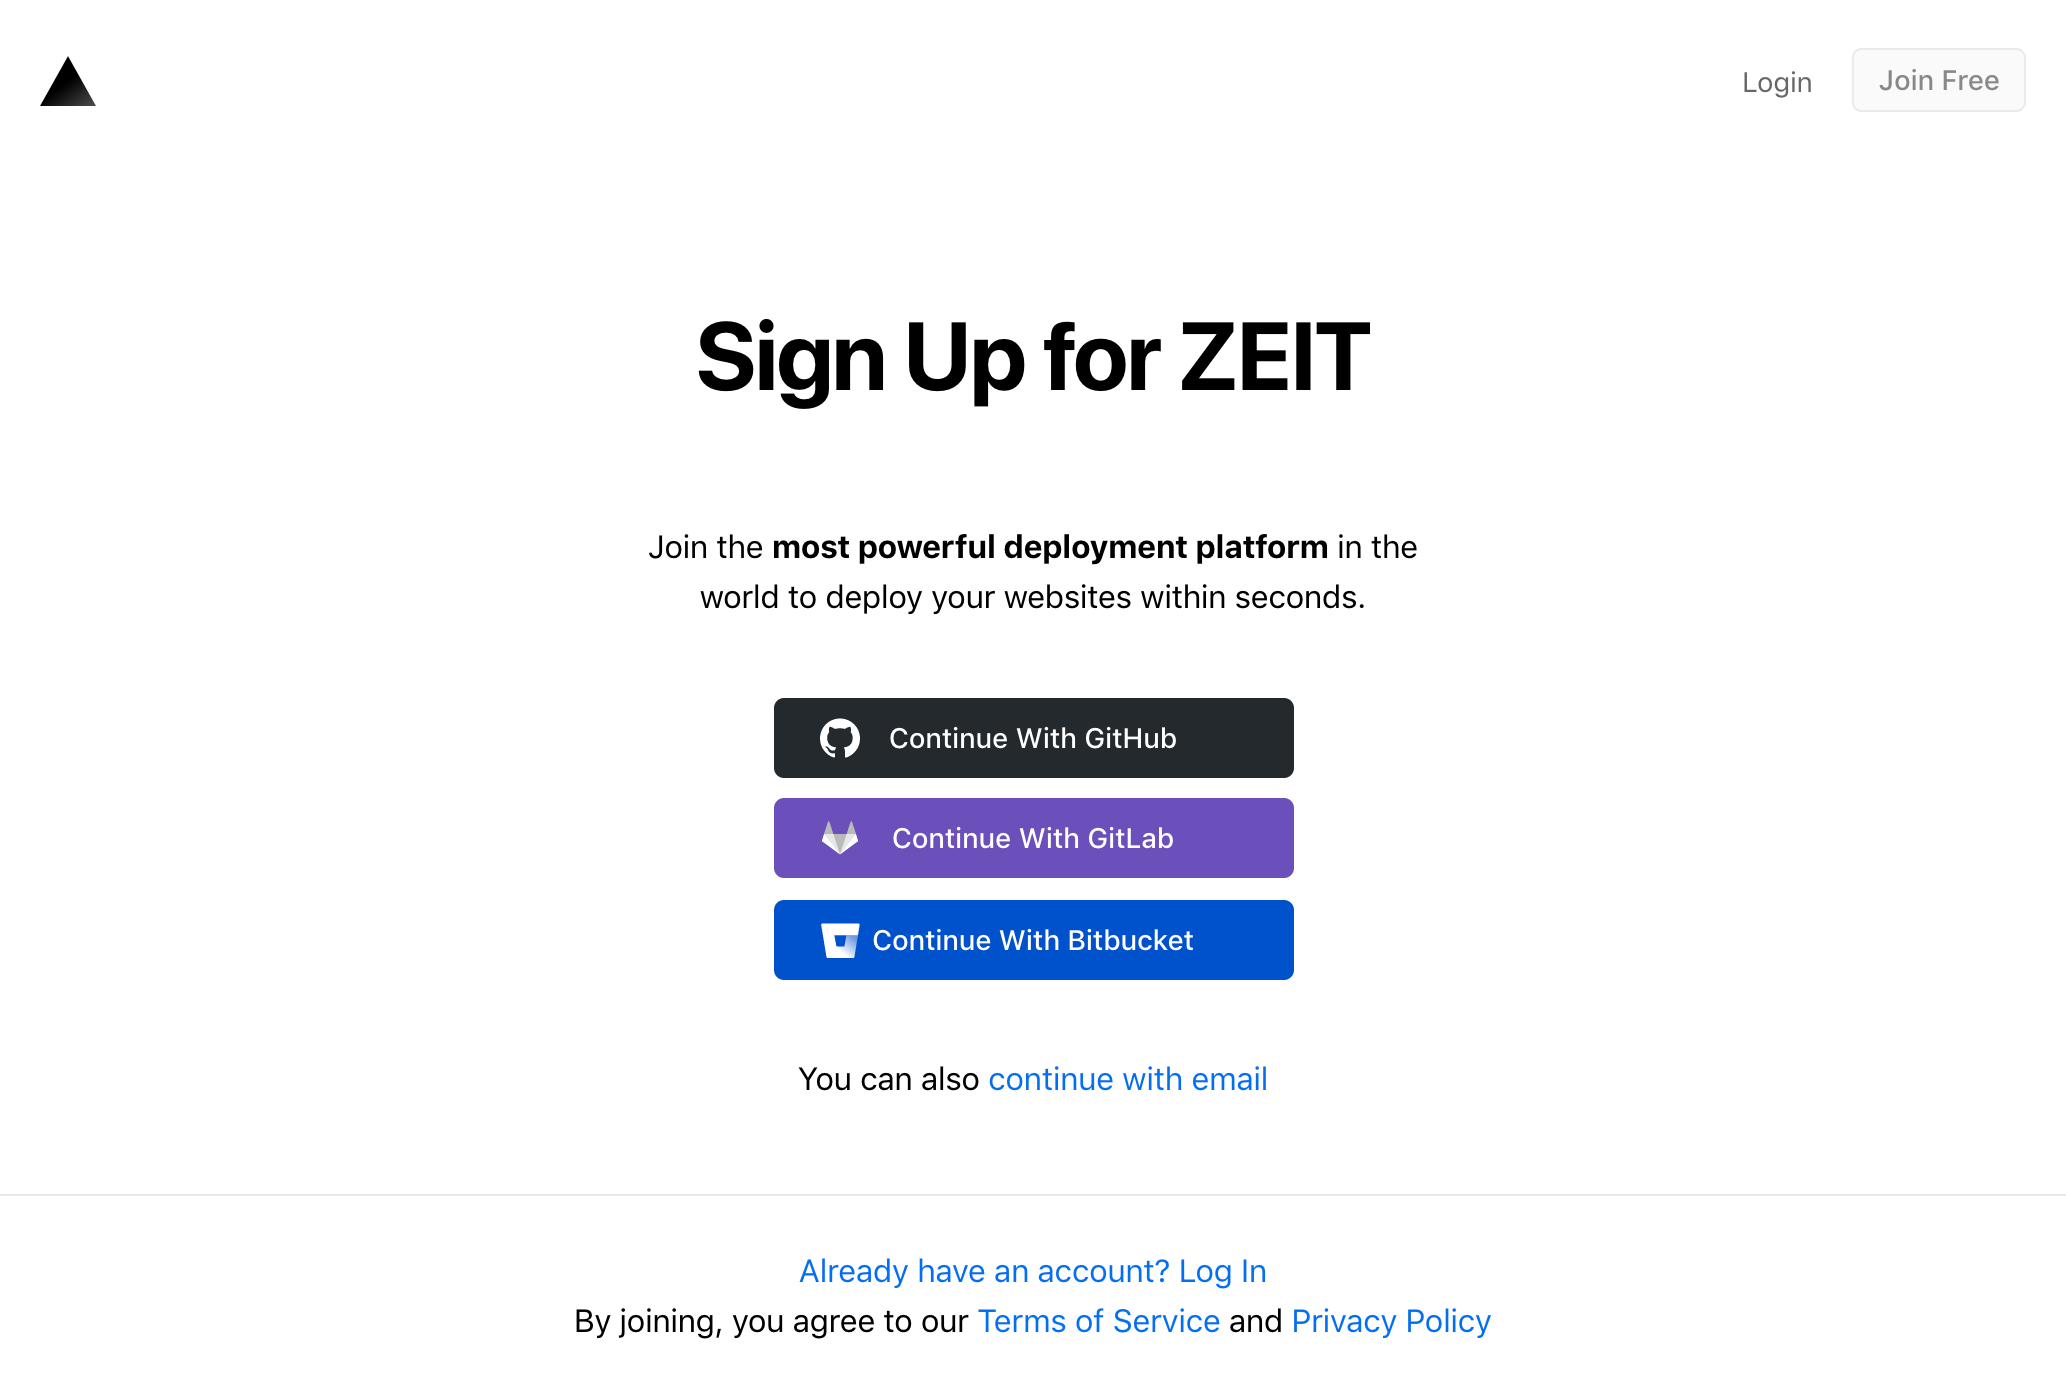 Login
Join Free
Sign Up for ZEIT
Join the most powerful deployment platform in the
world to deploy your websites within seconds.
Continue With GitHub
Continue With GitLab
Continue With Bitbucket
You can also continue with email
Already have an account? Log In
By joining, you agree to our Terms of Service and Privacy Policy